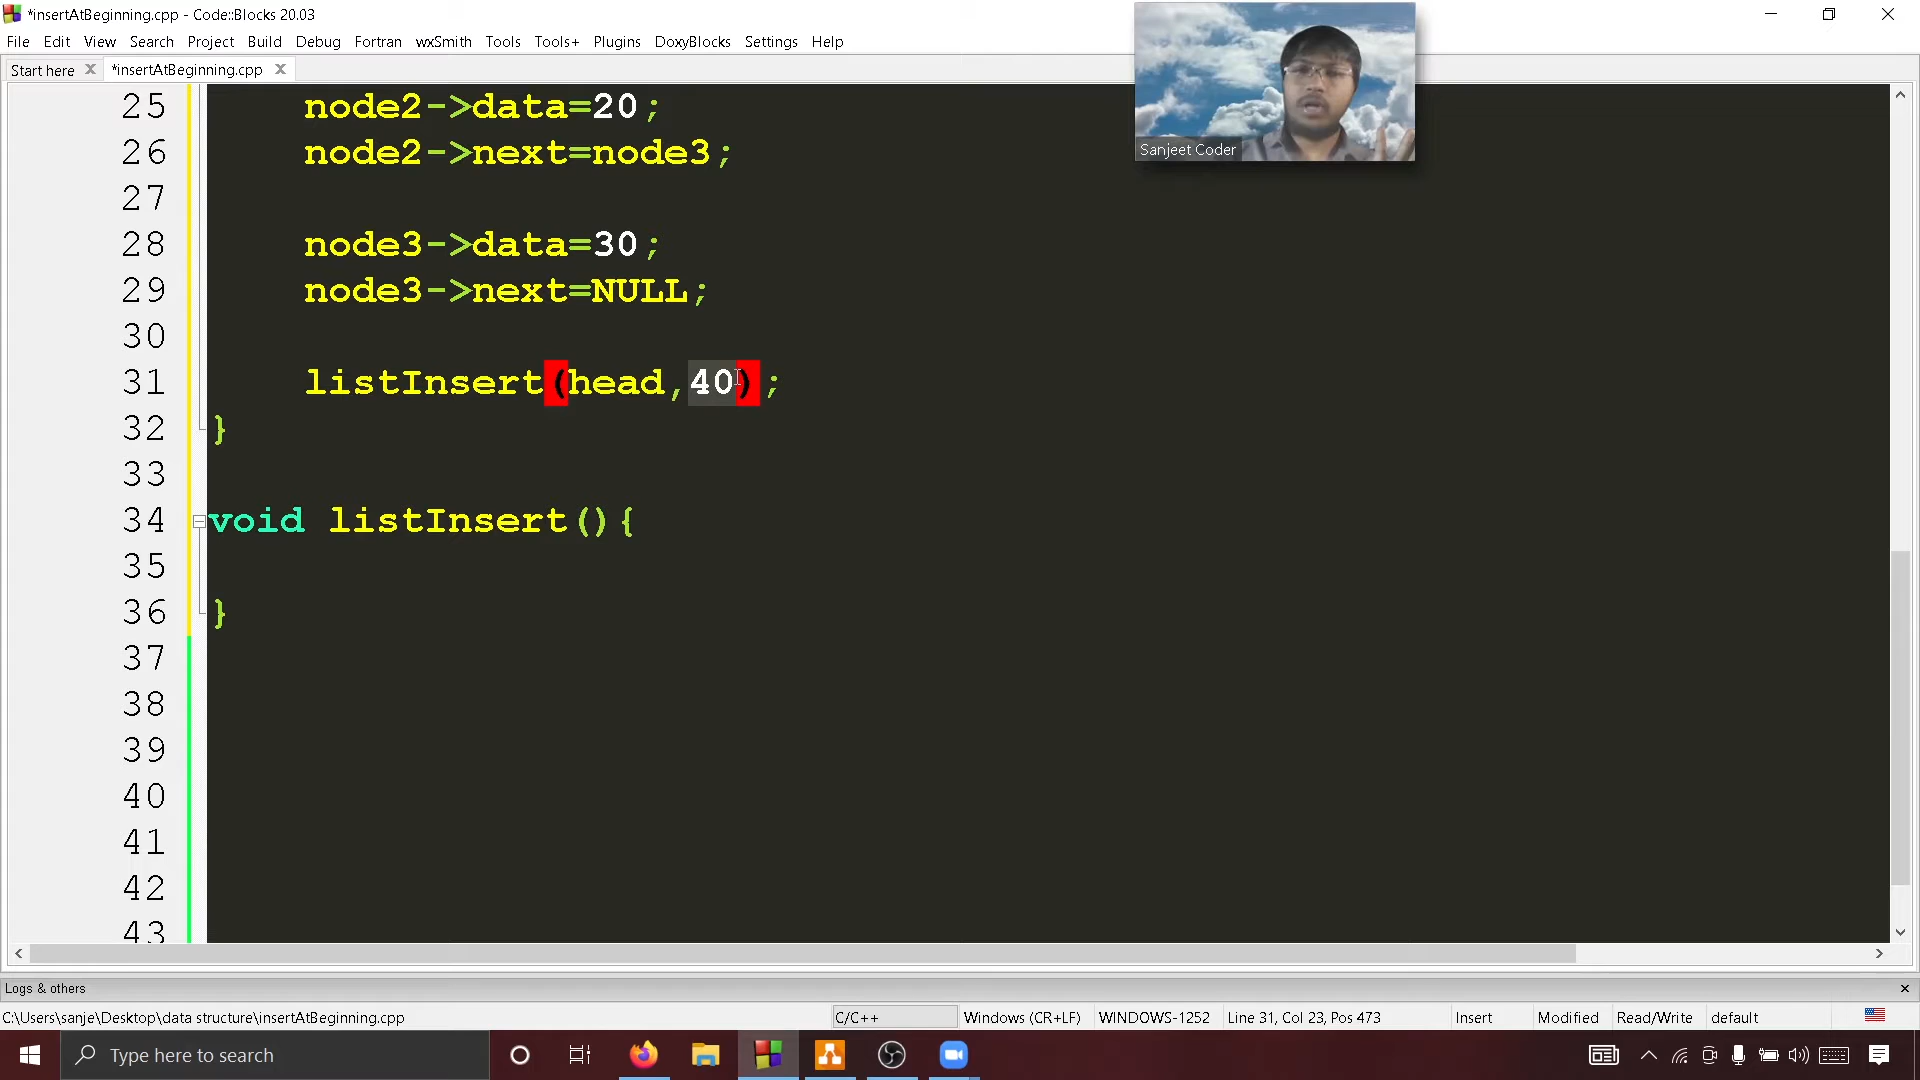 *insertAtBeginning.cpp - Code::Blocks 20.03
File Edit View Search Project Build Debug Fortran wxSmith Tools Tools+ Plugins DoxyBlocks Settings Help
Start here *insertAtBeginning.cpp
Sanjeet Coder
25 node2->data=20;
26 node2->next=node3;
27
28 node3->data=30;
29 node3->next=NULL;
30
31 listInsert(head,40);
32 }
33
34 void listInsert(){
35
36 }
37
38
39
40
41
42
43
Logs & others
C:\Users\sanje\Desktop\data structure\insertAtBeginning.cpp C/C++ Windows (CR+LF) WINDOWS-1252 Line 31, Col 23, Pos 473 Insert Modified Read/Write default
Type here to search